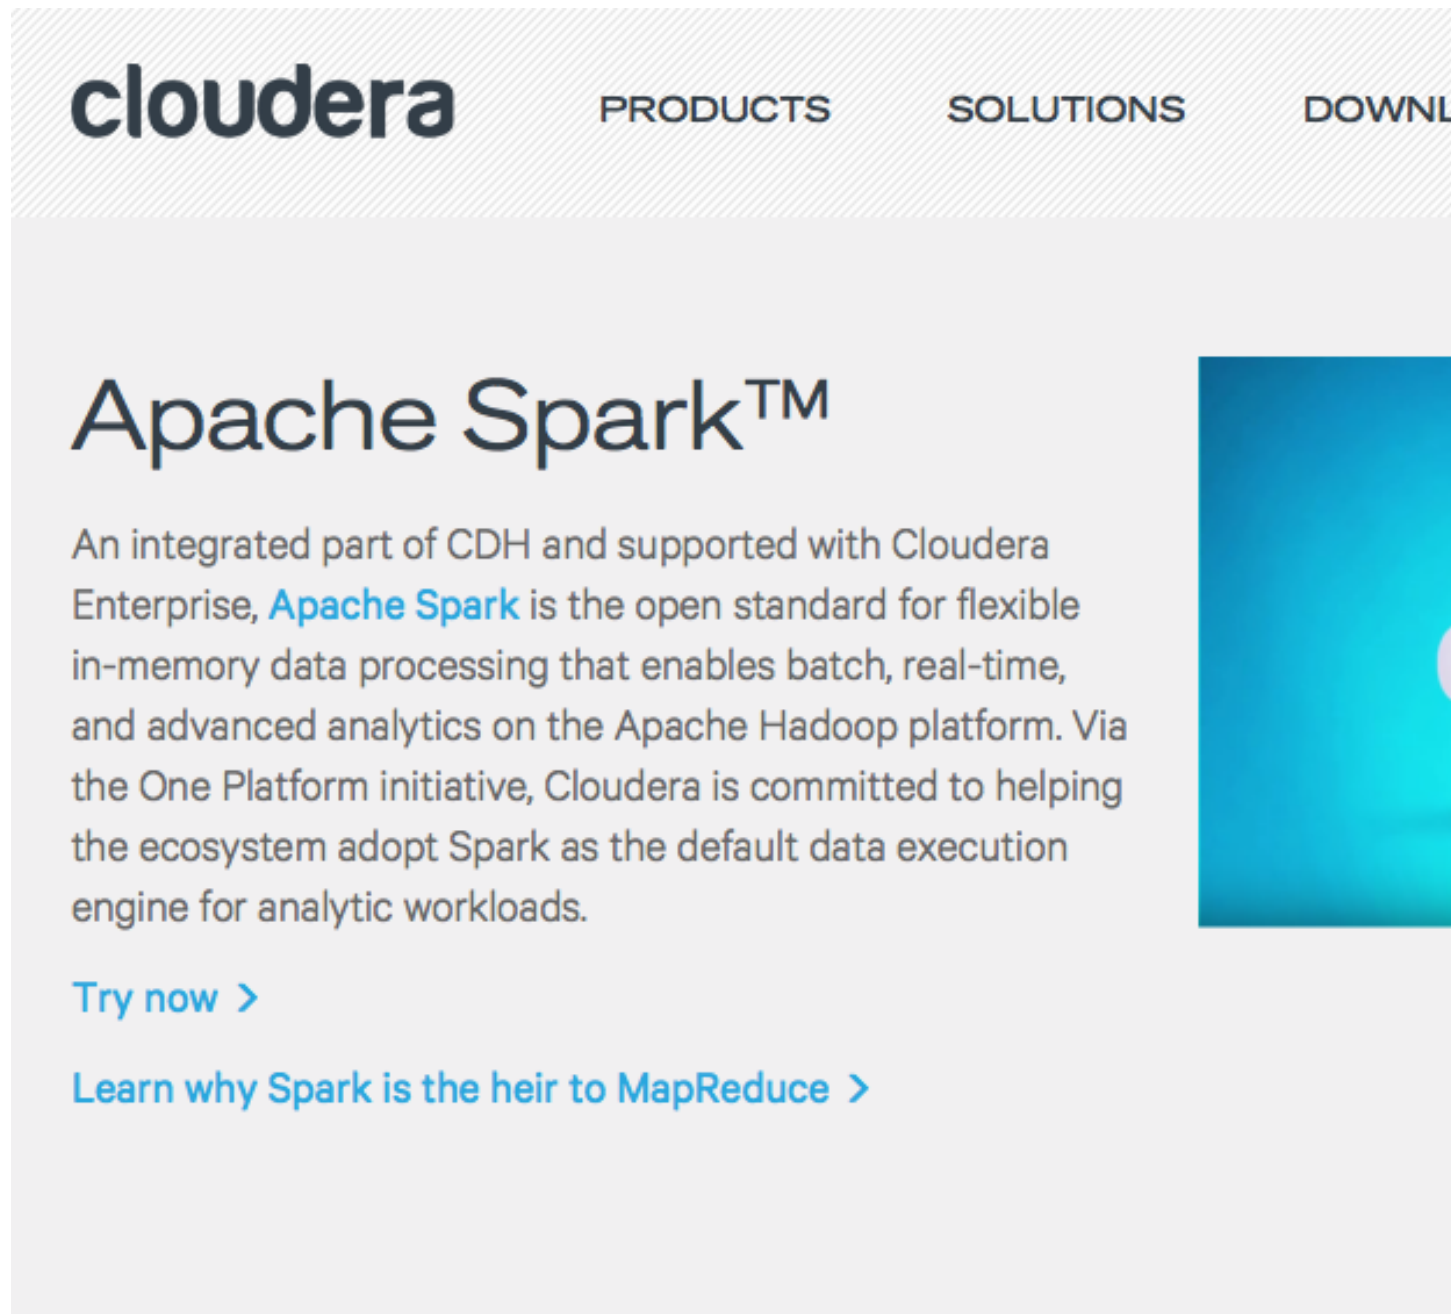 cloudera
PRODUCTS
SOLUTIONS
DOWNL
Apache Spark™
An integrated part of CDH and supported with Cloudera
Enterprise, Apache Spark is the open standard for flexible
in-memory data processing that enables batch, real-time,
and advanced analytics on the Apache Hadoop platform. Via
the One Platform initiative, Cloudera is committed to helping
the ecosystem adopt Spark as the default data execution
engine for analytic workloads.
Try now >
Learn why Spark is the heir to MapReduce >